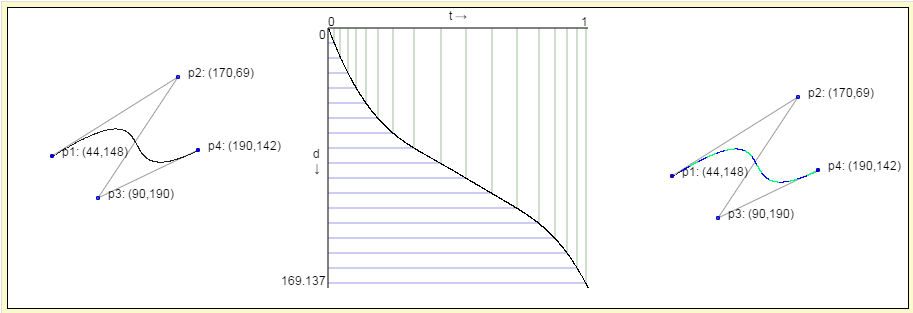 t →
0 1
0
d
↓
169.137
p2: (170,69)
p1: (44,148)
p4: (190,142)
p3: (90,190)
p2: (170,69)
p1: (44,148)
p4: (190,142)
p3: (90,190)